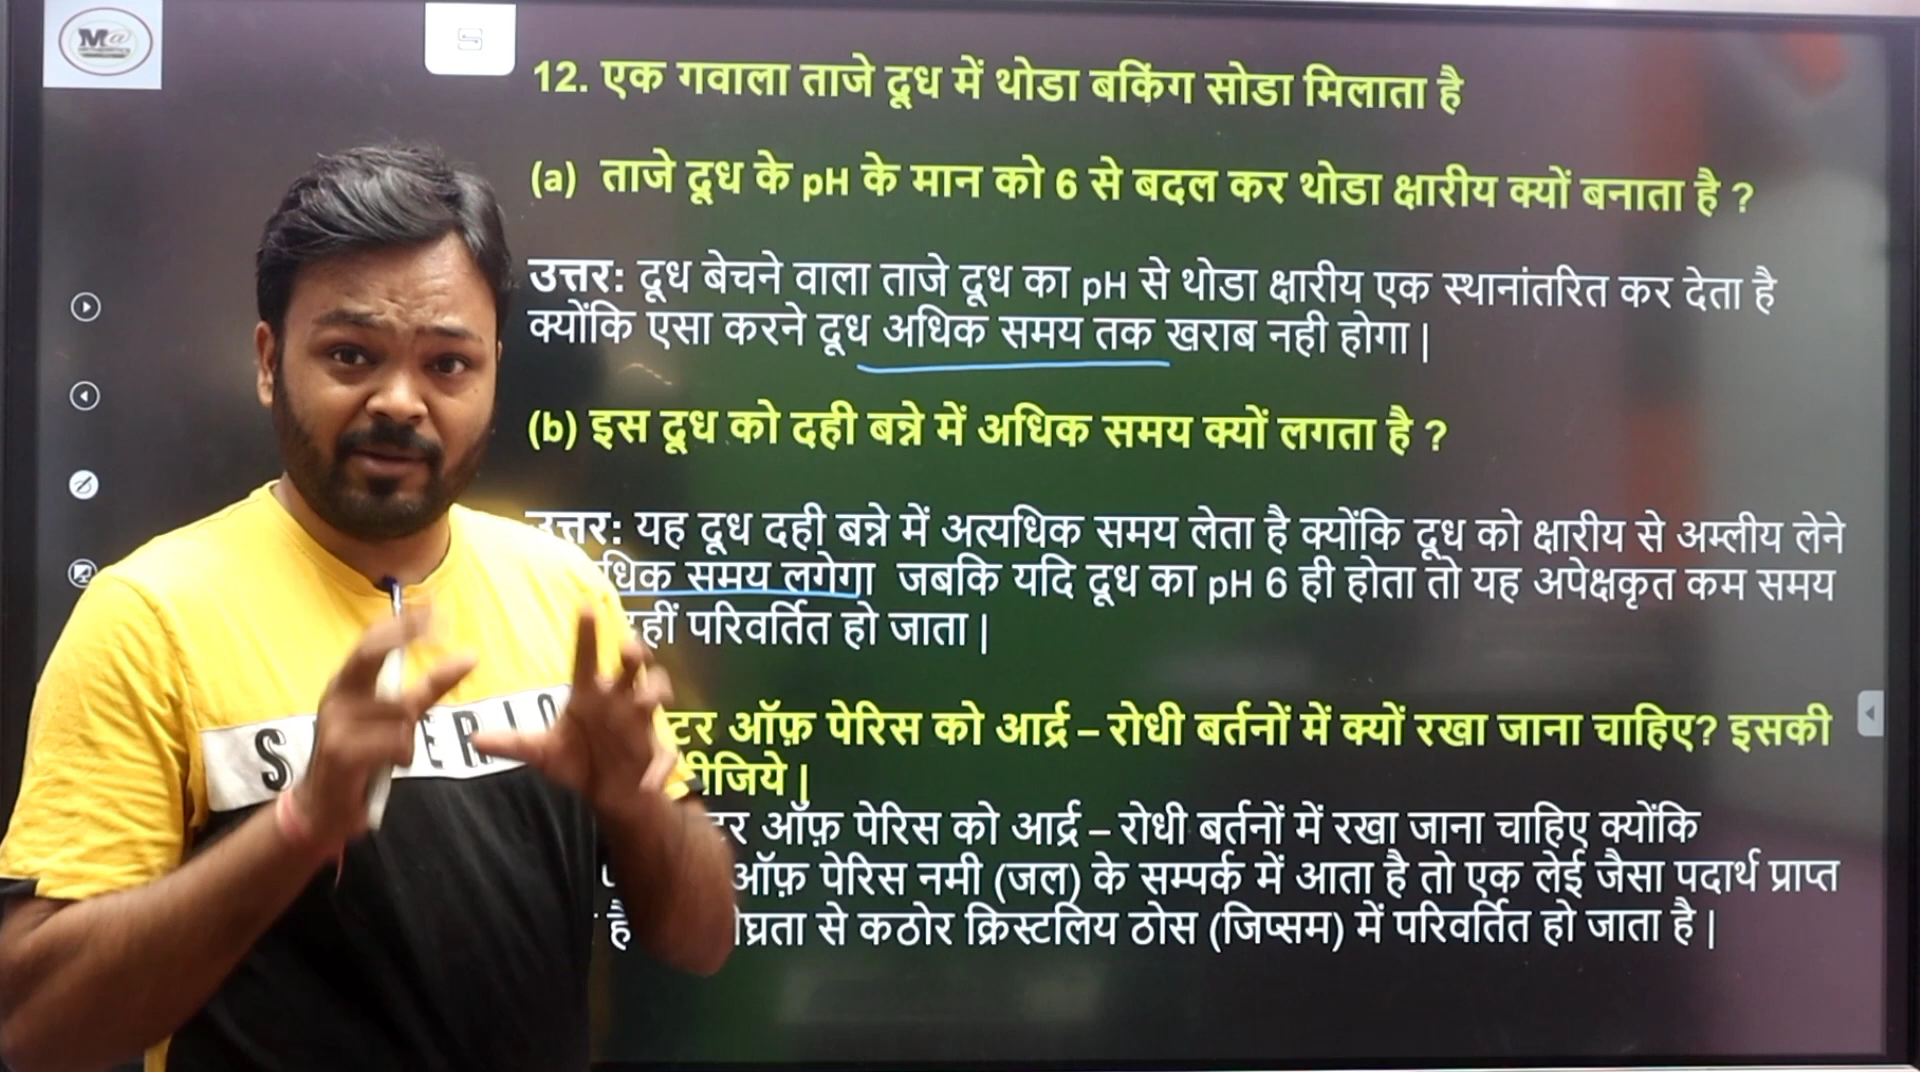 M@
12. एक गवाला ताजे दूध में थोडा बकिंग सोडा मिलाता है
(a) ताजे दूध के pH के मान को 6 से बदल कर थोडा क्षारीय क्यों बनाता है ?
उत्तर: दूध बेचने वाला ताजे दूध का pH से थोडा क्षारीय एक स्थानांतरित कर देता है
क्योंकि एसा करने दूध अधिक समय तक खराब नही होगा |
(b) इस दूध को दही बन्ने में अधिक समय क्यों लगता है ?
उत्तर: यह दूध दही बन्ने में अत्यधिक समय लेता है क्योंकि दूध को क्षारीय से अम्लीय लेने
समय लगेगा जबकि यदि दूध का pH 6 ही होता तो यह अपेक्षकृत कम समय
परिवर्तित हो जाता |
ऑफ़ पेरिस को आर्द्र – रोधी बर्तनों में क्यों रखा जाना चाहिए? इसकी
ऑफ़ पेरिस को आर्द्र – रोधी बर्तनों में रखा जाना चाहिए क्योंकि
ऑफ़ पेरिस नमी (जल) के सम्पर्क में आता है तो एक लेई जैसा पदार्थ प्राप्त
है से कठोर क्रिस्टलिय ठोस (जिप्सम) में परिवर्तित हो जाता है |